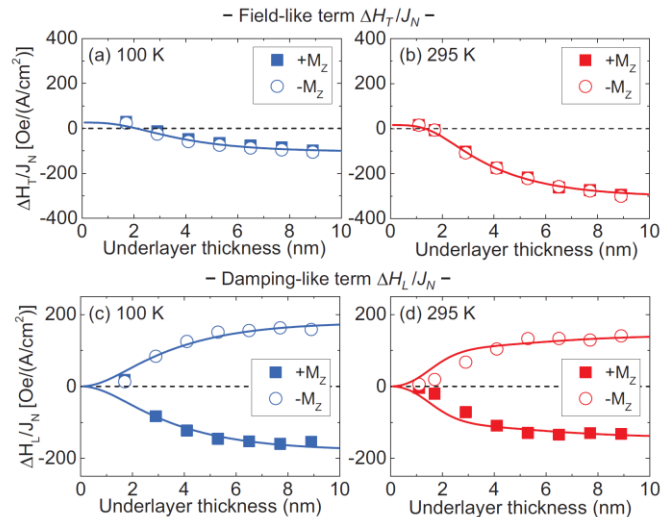 – Field-like term ΔH_T/J_N –
400
200
0
-200
-400
(a) 100 K
+M_Z
-M_Z
0 2 4 6 8 10
Underlayer thickness (nm)
ΔH_T/J_N [Oe/(A/cm²)]
400
200
0
-200
-400
(b) 295 K
+M_Z
-M_Z
0 2 4 6 8 10
Underlayer thickness (nm)
– Damping-like term ΔH_L/J_N –
200
0
-200
(c) 100 K
+M_Z
-M_Z
0 2 4 6 8 10
Underlayer thickness (nm)
ΔH_L/J_N [Oe/(A/cm²)]
200
0
-200
(d) 295 K
+M_Z
-M_Z
0 2 4 6 8 10
Underlayer thickness (nm)